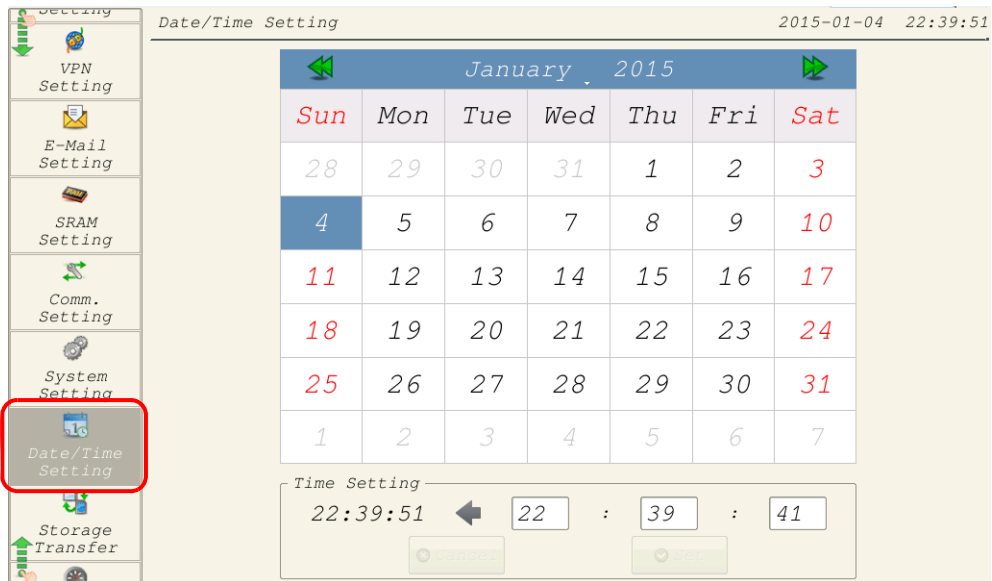 Setting
VPN
Setting
E-Mail
Setting
SRAM
Setting
Comm.
Setting
System
Setting
Date/Time
Setting
Storage
Transfer
Date/Time Setting 2015-01-04 22:39:51
January 2015
Sun Mon Tue Wed Thu Fri Sat
28 29 30 31 1 2 3
4 5 6 7 8 9 10
11 12 13 14 15 16 17
18 19 20 21 22 23 24
25 26 27 28 29 30 31
1 2 3 4 5 6 7
Time Setting
22:39:51 22 : 39 : 41
Cancel Set